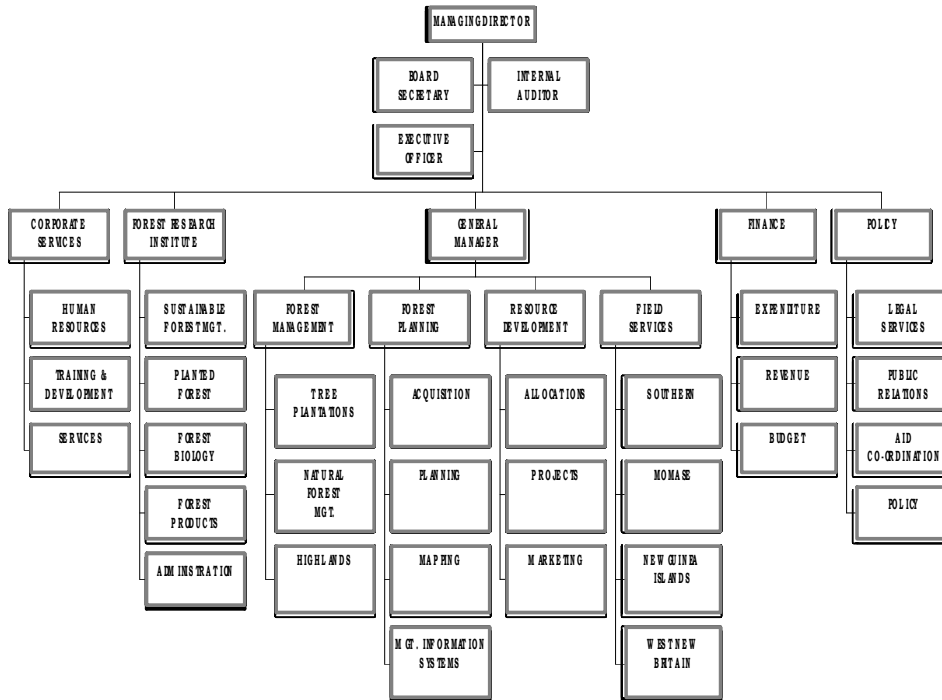 MANAGING DIRECTOR
BOARD
SECRETARY
INTERNAL
AUDITOR
EXECUTIVE
OFFICER
CORPORATE
SERVICES
FOREST RESEARCH
INSTITUTE
GENERAL
MANAGER
FINANCE
POLICY
HUMAN
RESOURCES
TRAINING &
DEVELOPMENT
SERVICES
SUSTAINABLE
FOREST MGT.
PLANTED
FOREST
FOREST
BIOLOGY
FOREST
PRODUCTS
ADMINISTRATION
FOREST
MANAGEMENT
TREE
PLANTATIONS
NATURAL
FOREST
MGT.
HIGHLANDS
FOREST
PLANNING
ACQUISITION
PLANNING
MAPPING
MGT. INFORMATION
SYSTEMS
RESOURCE
DEVELOPMENT
ALLOCATIONS
PROJECTS
MARKETING
FIELD
SERVICES
SOUTHERN
MOMASE
NEW GUINEA
ISLANDS
WEST NEW
BRITAIN
EXPENDITURE
REVENUE
BUDGET
LEGAL
SERVICES
PUBLIC
RELATIONS
AID
CO-ORDINATION
POLICY